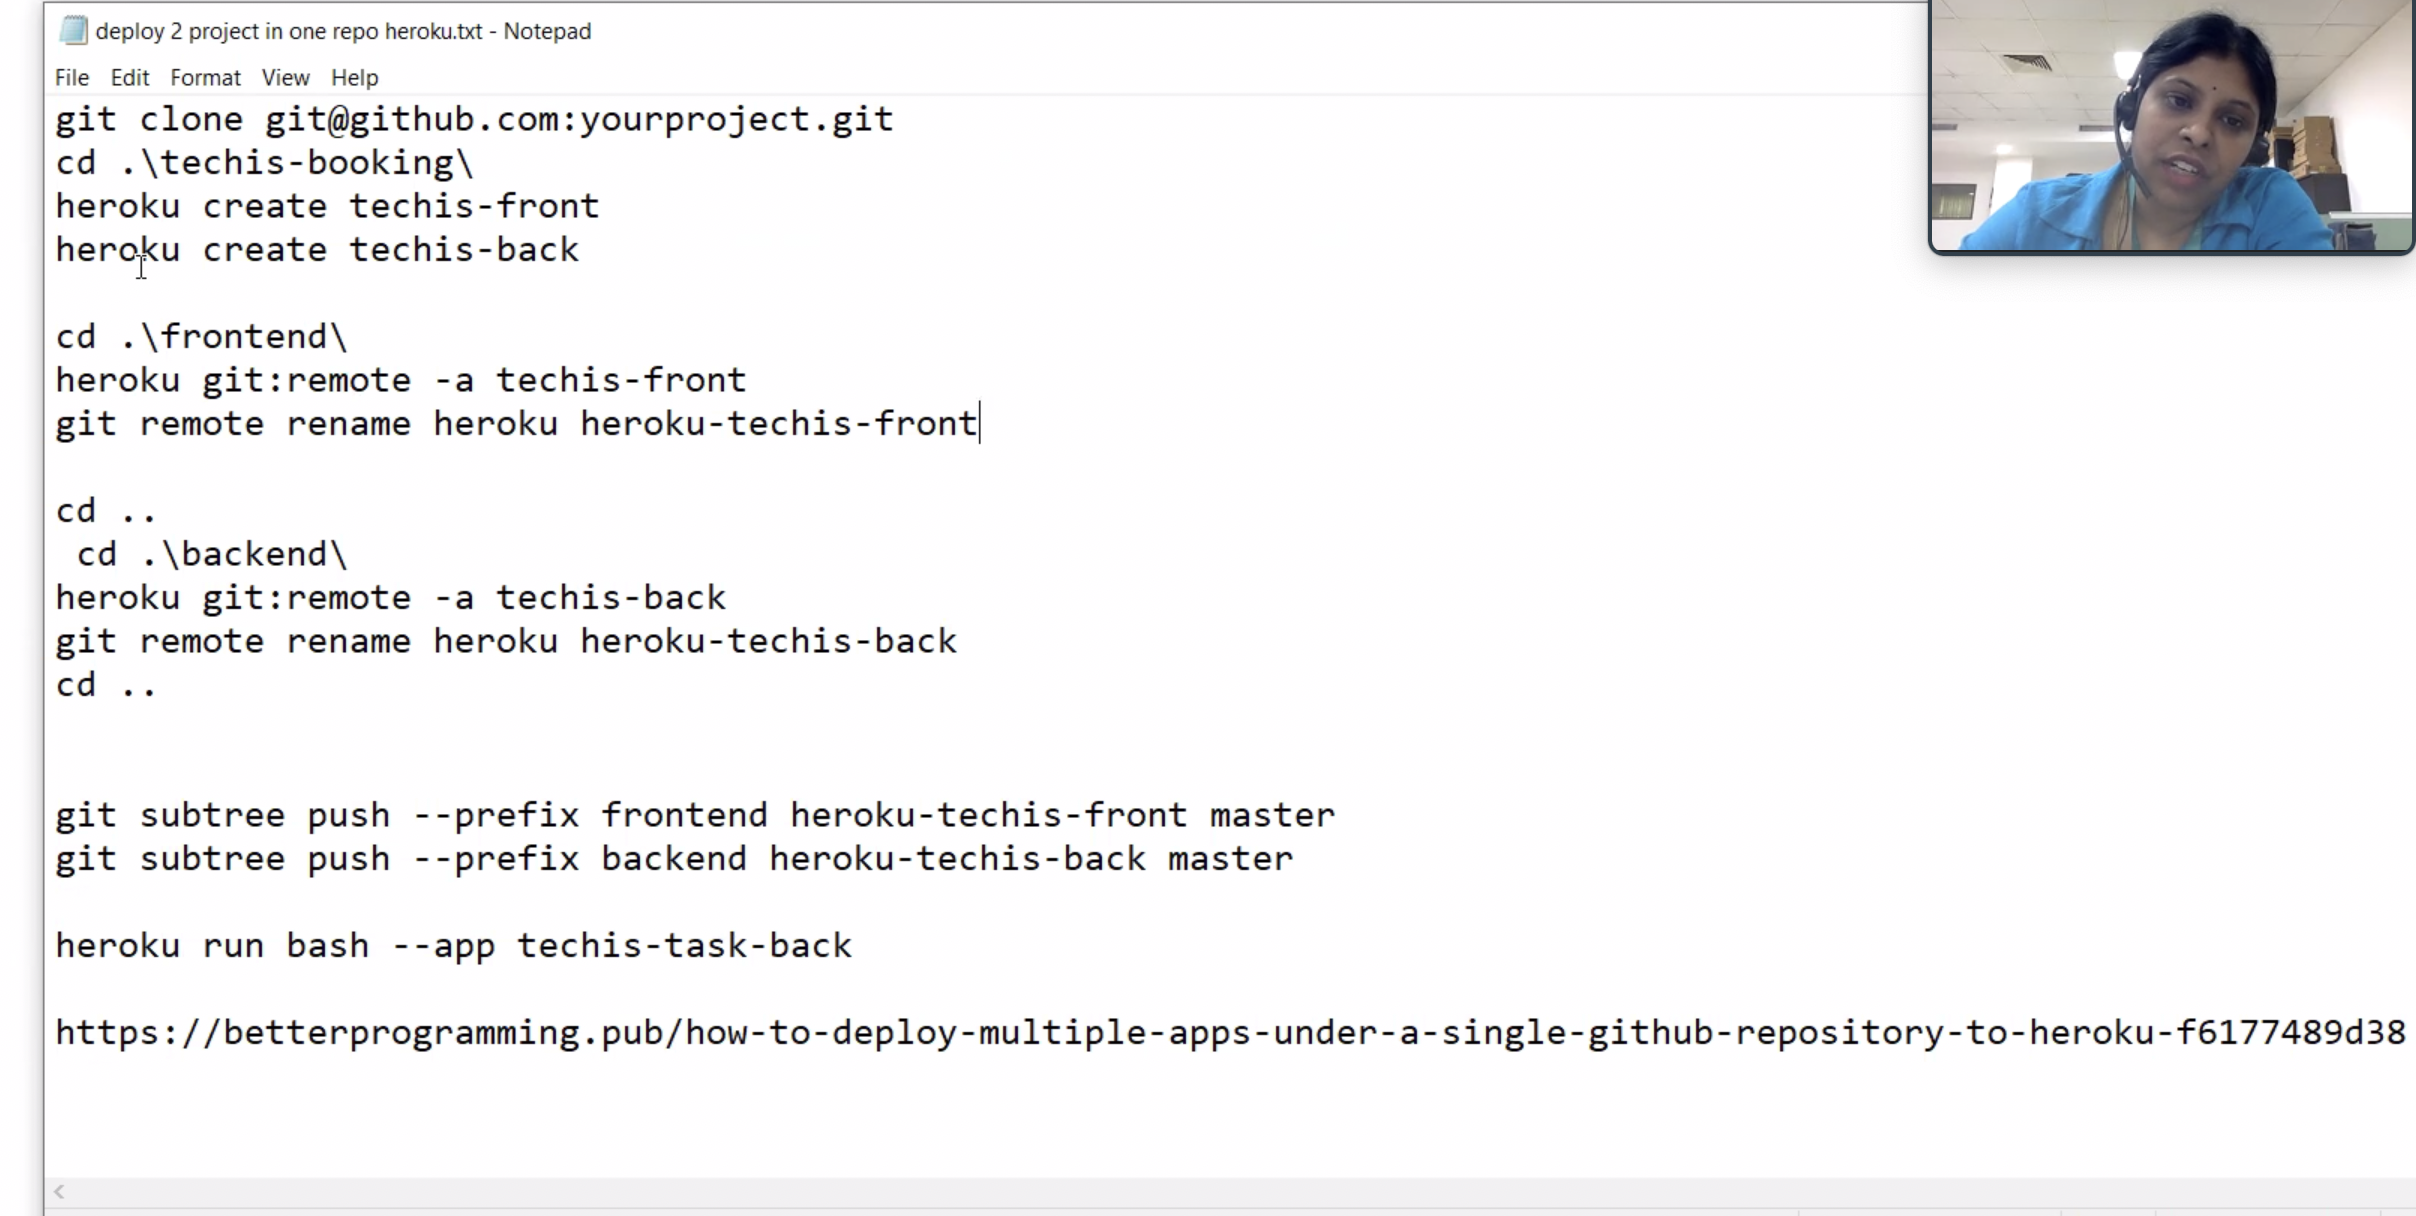 deploy 2 project in one repo heroku.txt - Notepad
File Edit Format View Help
git clone git@github.com:yourproject.git
cd .\techis-booking\
heroku create techis-front
heroku create techis-back
cd .\frontend\
heroku git:remote -a techis-front
git remote rename heroku heroku-techis-front
cd ..
cd .\backend\
heroku git:remote -a techis-back
git remote rename heroku heroku-techis-back
cd ..
git subtree push --prefix frontend heroku-techis-front master
git subtree push --prefix backend heroku-techis-back master
heroku run bash --app techis-task-back
https://betterprogramming.pub/how-to-deploy-multiple-apps-under-a-single-github-repository-to-heroku-f6177489d38